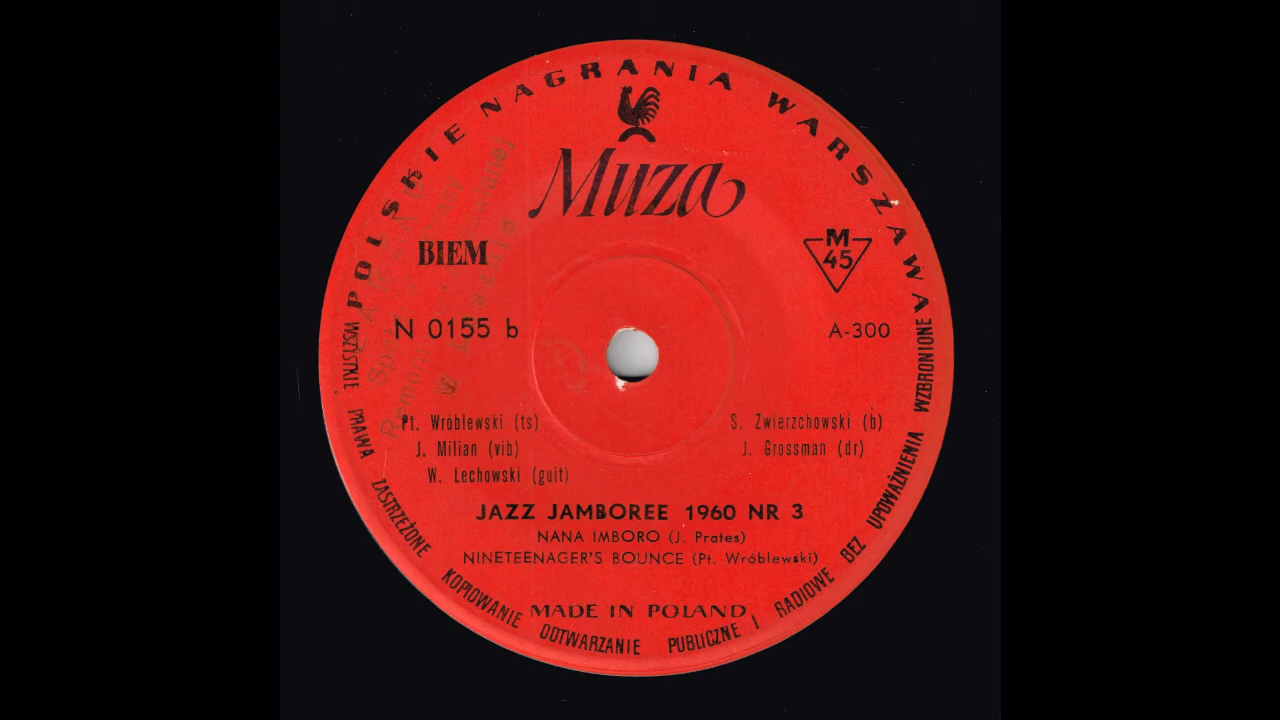 POLSKIE NAGRANIA WARSZAWA
Muza
BIEM
M
45
N 0155 b
A-300
Pt. Wróblewski (ts)
J. Milian (vib)
W. Lechowski (guit)
S. Zwierzchowski (b)
J. Grossman (dr)
JAZZ JAMBOREE 1960 NR 3
NANA IMBORO (J. Prates)
NINETEENAGER'S BOUNCE (Pt. Wróblewski)
MADE IN POLAND
WSZYSTKIE PRAWA ZASTRZEŻONE KOPIOWANIE ODTWARZANIE PUBLICZNE I RADIOWE BEZ UPOWAŻNIENIA WZBRONIONE